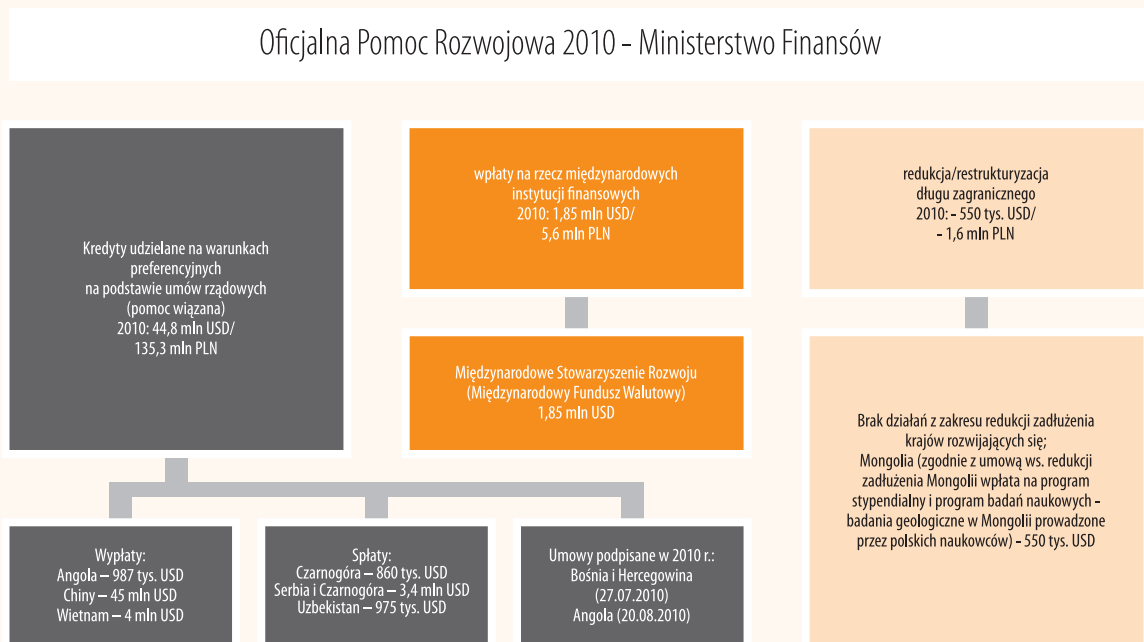 Oficjalna Pomoc Rozwojowa 2010 - Ministerstwo Finansów
Kredyty udzielane na warunkach
preferencyjnych
na podstawie umów rządowych
(pomoc wiązana)
2010: 44,8 mln USD/
135,3 mln PLN
wpłaty na rzecz międzynarodowych
instytucji finansowych
2010: 1,85 mln USD/
5,6 mln PLN
redukcja/restrukturyzacja
długu zagranicznego
2010: - 550 tys. USD/
- 1,6 mln PLN
Międzynarodowe Stowarzyszenie Rozwoju
(Międzynarodowy Fundusz Walutowy)
1,85 mln USD
Brak działań z zakresu redukcji zadłużenia
krajów rozwijających się;
Mongolia (zgodnie z umową ws. redukcji
zadłużenia Mongolii wpłata na program
stypendialny i program badań naukowych -
badania geologiczne w Mongolii prowadzone
przez polskich naukowców) - 550 tys. USD
Wypłaty:
Angola – 987 tys. USD
Chiny – 45 mln USD
Wietnam – 4 mln USD
Spłaty:
Czarnogóra – 860 tys. USD
Serbia i Czarnogóra – 3,4 mln USD
Uzbekistan – 975 tys. USD
Umowy podpisane w 2010 r.:
Bośnia i Hercegowina
(27.07.2010)
Angola (20.08.2010)